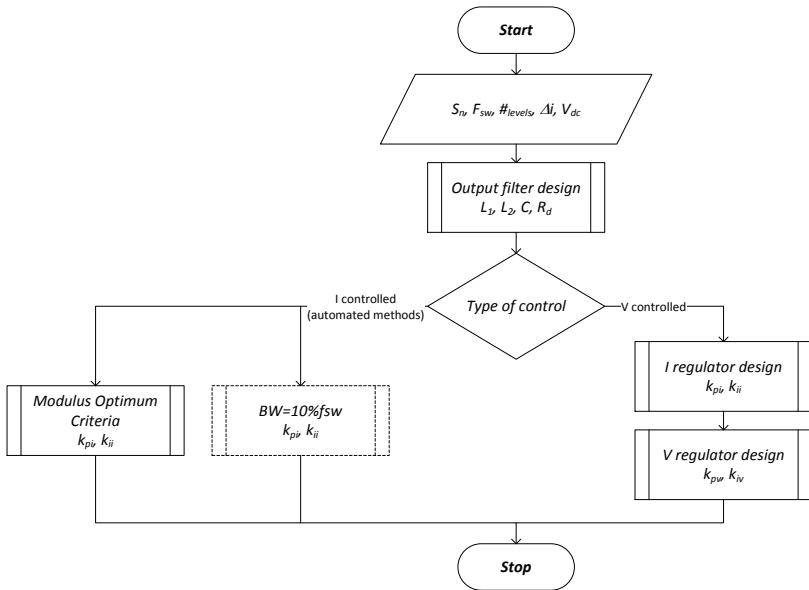 Start
Sn, Fsw, #levels, Δi, Vdc
Output filter design
L1, L2, C, Rd
Type of control
I controlled
(automated methods)
V controlled
Modulus Optimum
Criteria
kpi, kii
BW=10%fsw
kpi, kii
I regulator design
kpi, kii
V regulator design
kpv, kiv
Stop